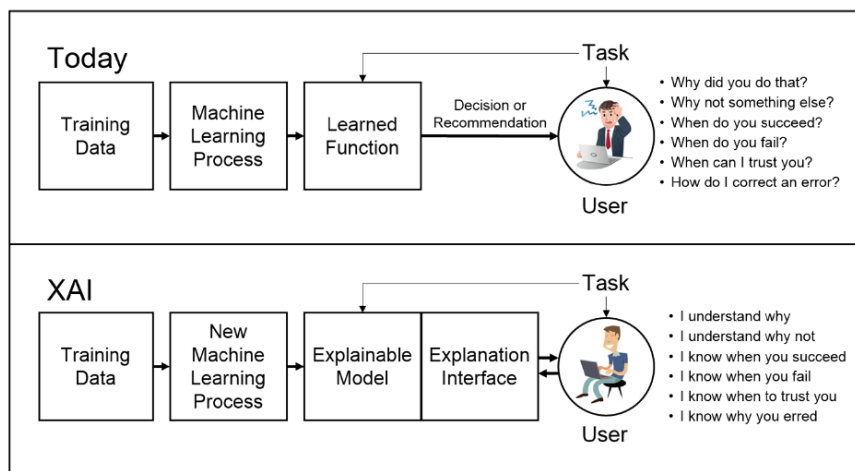 Today
Task
Training
Data
Machine
Learning
Process
Learned
Function
Decision or
Recommendation
User
• Why did you do that?
• Why not something else?
• When do you succeed?
• When do you fail?
• When can I trust you?
• How do I correct an error?
XAI
Task
Training
Data
New
Machine
Learning
Process
Explainable
Model
Explanation
Interface
User
• I understand why
• I understand why not
• I know when you succeed
• I know when you fail
• I know when to trust you
• I know why you erred